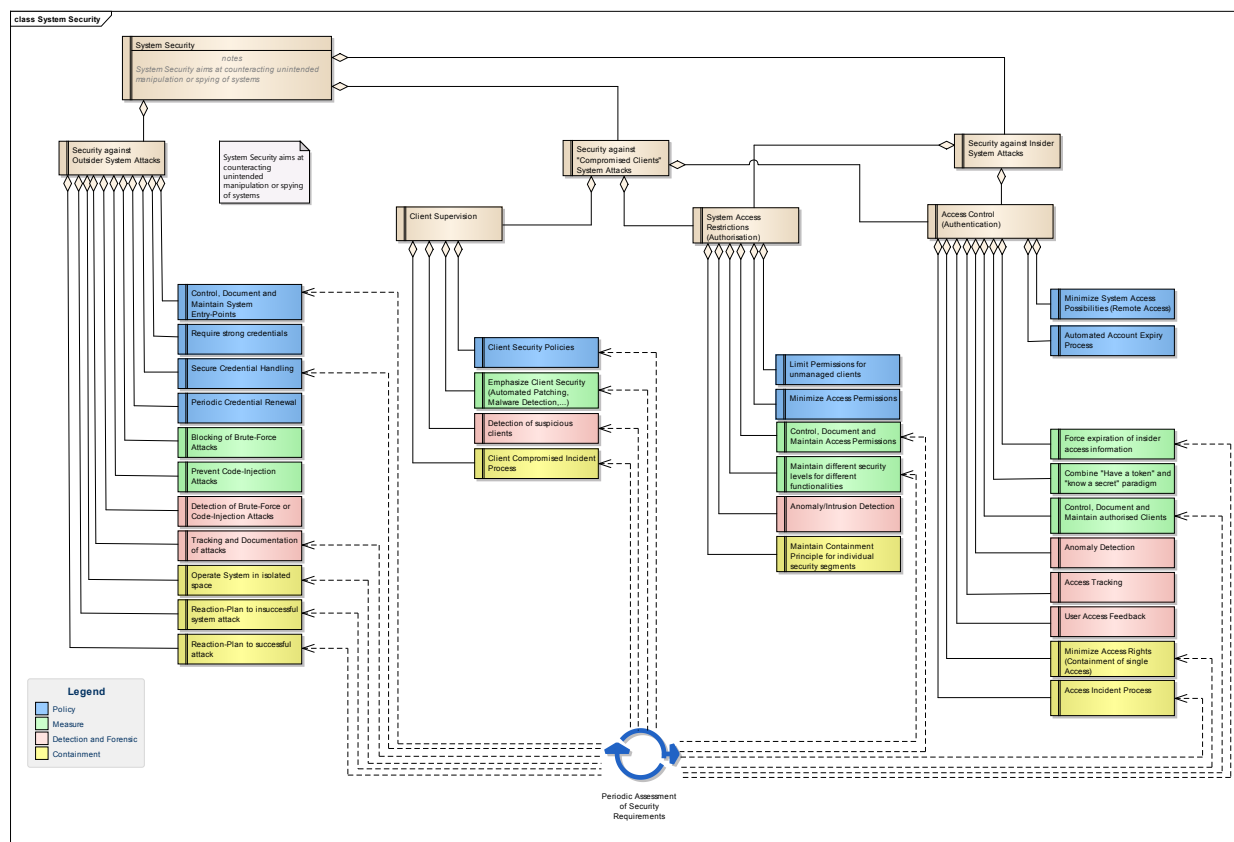 class System Security
System Security
notes
System Security aims at counteracting unintended
manipulation or spying of systems
Security against
Outsider System Attacks
System Security aims at
counteracting
unintended
manipulation or spying
of systems
Security against
"Compromised Clients"
System Attacks
Security against Insider
System Attacks
Client Supervision
System Access
Restrictions
(Authorisation)
Access Control
(Authentication)
Control, Document and
Maintain System
Entry-Points
Require strong credentials
Secure Credential Handling
Periodic Credential Renewal
Blocking of Brute-Force
Attacks
Prevent Code-Injection
Attacks
Detection of Brute-Force or
Code-Injection Attacks
Tracking and Documentation
of attacks
Operate System in isolated
space
Reaction-Plan to insuccessful
system attack
Reaction-Plan to successful
attack
Client Security Policies
Emphasize Client Security
(Automated Patching,
Malware Detection,...)
Detection of suspicious
clients
Client Compromised Incident
Process
Limit Permissions for
unmanaged clients
Minimize Access Permissions
Control, Document and
Maintain Access Permissions
Maintain different security
levels for different
functionalities
Anomaly/Intrusion Detection
Maintain Containment
Principle for individual
security segments
Minimize System Access
Possibilities (Remote Access)
Automated Account Expiry
Process
Force expiration of insider
access information
Combine "Have a token" and
"know a secret" paradigm
Control, Document and
Maintain authorised Clients
Anomaly Detection
Access Tracking
User Access Feedback
Minimize Access Rights
(Containment of single
Access)
Access Incident Process
Legend
Policy
Measure
Detection and Forensic
Containment
Periodic Assessment
of Security
Requirements